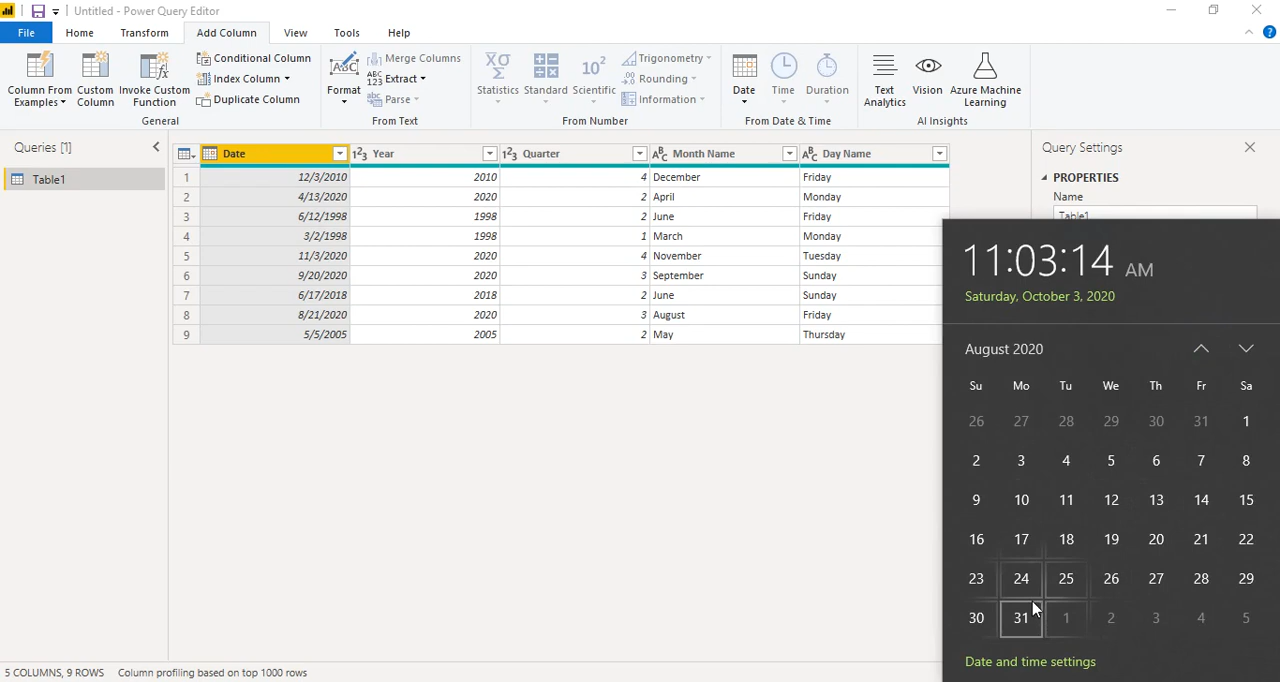 Untitled - Power Query Editor
File Home Transform Add Column View Tools Help
Column From Examples
Custom Column
Invoke Custom Function
Conditional Column
Index Column
Duplicate Column
General
Format
Merge Columns
ABC 123 Extract
abc Parse
From Text
XΣ Σ Statistics
Standard
10² Scientific
Trigonometry
Rounding
Information
From Number
Date
Time
Duration
From Date & Time
Text Analytics
Vision
Azure Machine Learning
AI Insights
Queries [1]
Table1
Date 1²3 Year 1²3 Quarter ABC Month Name ABC Day Name
1 12/3/2010 2010 4 December Friday
2 4/13/2020 2020 2 April Monday
3 6/12/1998 1998 2 June Friday
4 3/2/1998 1998 1 March Monday
5 11/3/2020 2020 4 November Tuesday
6 9/20/2020 2020 3 September Sunday
7 6/17/2018 2018 2 June Sunday
8 8/21/2020 2020 3 August Friday
9 5/5/2005 2005 2 May Thursday
Query Settings
PROPERTIES
Name
Table1
11:03:14 AM
Saturday, October 3, 2020
August 2020
Su Mo Tu We Th Fr Sa
26 27 28 29 30 31 1
2 3 4 5 6 7 8
9 10 11 12 13 14 15
16 17 18 19 20 21 22
23 24 25 26 27 28 29
30 31 1 2 3 4 5
Date and time settings
5 COLUMNS, 9 ROWS Column profiling based on top 1000 rows